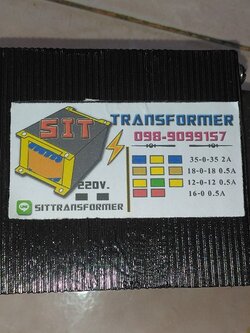 SIT
TRANSFORMER
098-9099157
35-0-35 2A
18-0-18 0.5A
12-0-12 0.5A
16-0 0.5A
220V.
SITTRANSFORMER